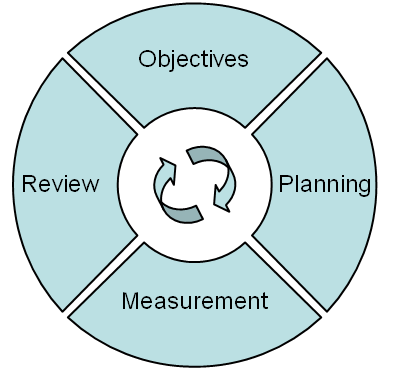 Objectives
Review
Planning
Measurement